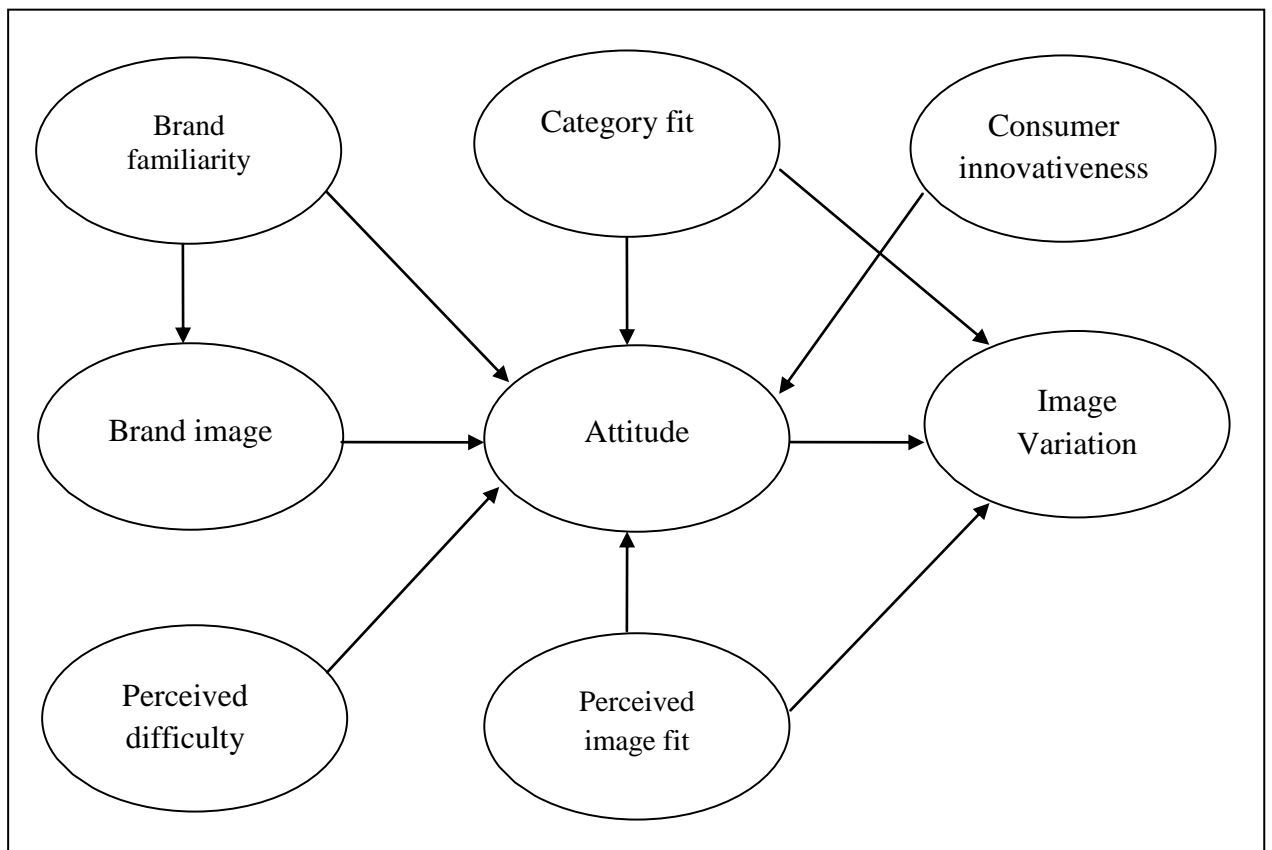 Brand
familiarity
Category fit
Consumer
innovativeness
Brand image
Attitude
Image
Variation
Perceived
difficulty
Perceived
image fit